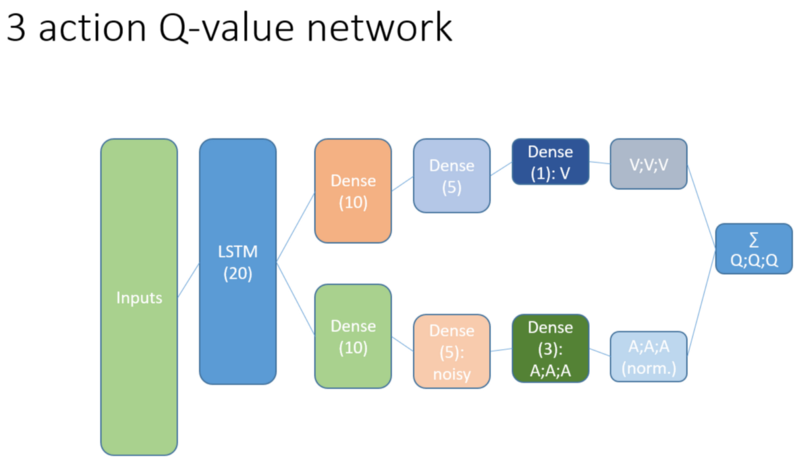 3 action Q-value network
Inputs
LSTM
(20)
Dense
(10)
Dense
(5)
Dense
(1): V
V;V;V
Dense
(10)
Dense
(5):
noisy
Dense
(3):
A;A;A
A;A;A
(norm.)
Σ
Q;Q;Q